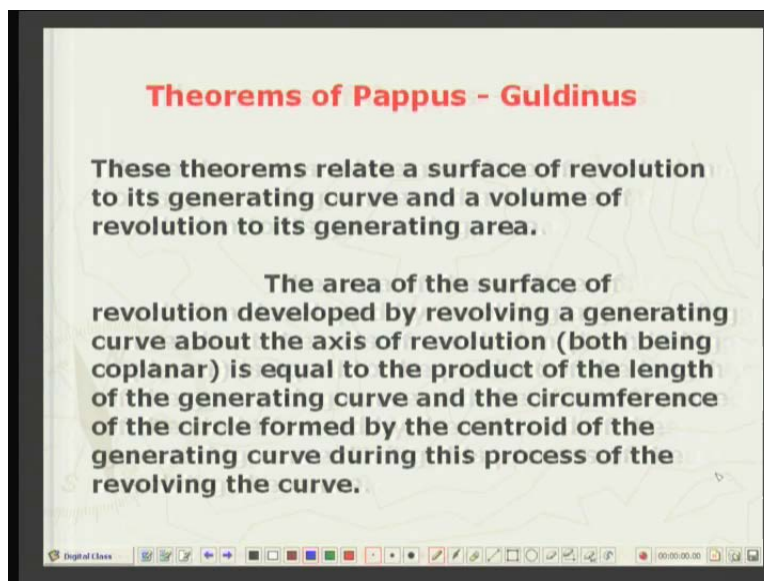 Theorems of Pappus - Guldinus
These theorems relate a surface of revolution
to its generating curve and a volume of
revolution to its generating area.
The area of the surface of
revolution developed by revolving a generating
curve about the axis of revolution (both being
coplanar) is equal to the product of the length
of the generating curve and the circumference
of the circle formed by the centroid of the
generating curve during this process of the
revolving the curve.
Digital Class
00:00:00.00